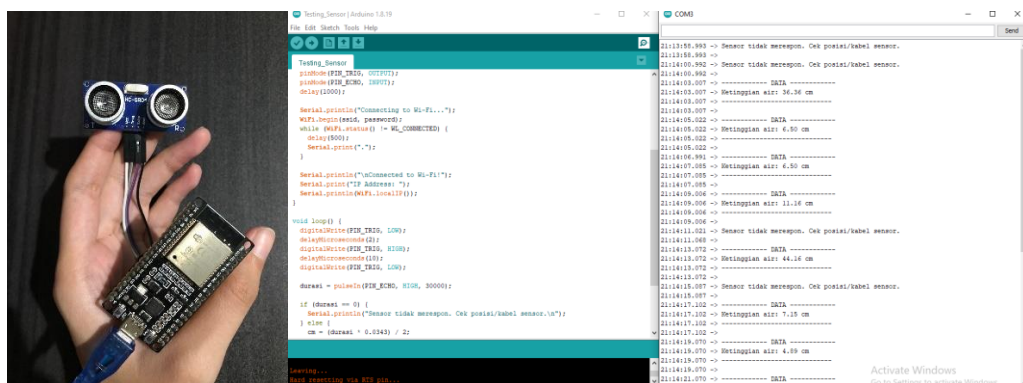 HC-SR04
Testing_Sensor | Arduino 1.8.19
File Edit Sketch Tools Help
Testing_Sensor
pinMode(PIN_TRIG, OUTPUT);
pinMode(PIN_ECHO, INPUT);
delay(1000);
Serial.println("Connecting to Wi-Fi...");
WiFi.begin(ssid, password);
while (WiFi.status() != WL_CONNECTED) {
delay(500);
Serial.print(".");
}
Serial.println("\nConnected to Wi-Fi!");
Serial.print("IP Address: ");
Serial.println(WiFi.localIP());
}
void loop() {
digitalWrite(PIN_TRIG, LOW);
delayMicroseconds(2);
digitalWrite(PIN_TRIG, HIGH);
delayMicroseconds(10);
digitalWrite(PIN_TRIG, LOW);
durasi = pulseIn(PIN_ECHO, HIGH, 30000);
if (durasi == 0) {
Serial.println("Sensor tidak merespon. Cek posisi/kabel sensor.\n");
} else {
cm = (durasi * 0.0343) / 2;
Leaving...
Hard resetting via RTS pin...
COM3
Send
21:13:58.993 -> Sensor tidak merespon. Cek posisi/kabel sensor.
21:13:58.993 ->
21:14:00.992 -> Sensor tidak merespon. Cek posisi/kabel sensor.
21:14:00.992 ->
21:14:03.007 -> ------------ DATA ------------
21:14:03.007 -> Ketinggian air: 36.36 cm
21:14:03.007 -> ------------------------------
21:14:03.007 ->
21:14:05.022 -> ------------ DATA ------------
21:14:05.022 -> Ketinggian air: 6.50 cm
21:14:05.022 -> ------------------------------
21:14:05.022 ->
21:14:06.991 -> ------------ DATA ------------
21:14:07.085 -> Ketinggian air: 6.50 cm
21:14:07.085 -> ------------------------------
21:14:07.085 ->
21:14:09.006 -> ------------ DATA ------------
21:14:09.006 -> Ketinggian air: 11.16 cm
21:14:09.006 -> ------------------------------
21:14:09.006 ->
21:14:11.021 -> Sensor tidak merespon. Cek posisi/kabel sensor.
21:14:11.068 ->
21:14:13.072 -> ------------ DATA ------------
21:14:13.072 -> Ketinggian air: 44.16 cm
21:14:13.072 -> ------------------------------
21:14:13.072 ->
21:14:15.087 -> Sensor tidak merespon. Cek posisi/kabel sensor.
21:14:15.087 ->
21:14:17.102 -> ------------ DATA ------------
21:14:17.102 -> Ketinggian air: 7.15 cm
21:14:17.102 -> ------------------------------
21:14:17.102 ->
21:14:19.070 -> ------------ DATA ------------
21:14:19.070 -> Ketinggian air: 4.89 cm
21:14:19.070 -> ------------------------------
21:14:19.070 ->
21:14:21.070 -> ------------ DATA ------------
Activate Windows
Go to Settings to activate Windows